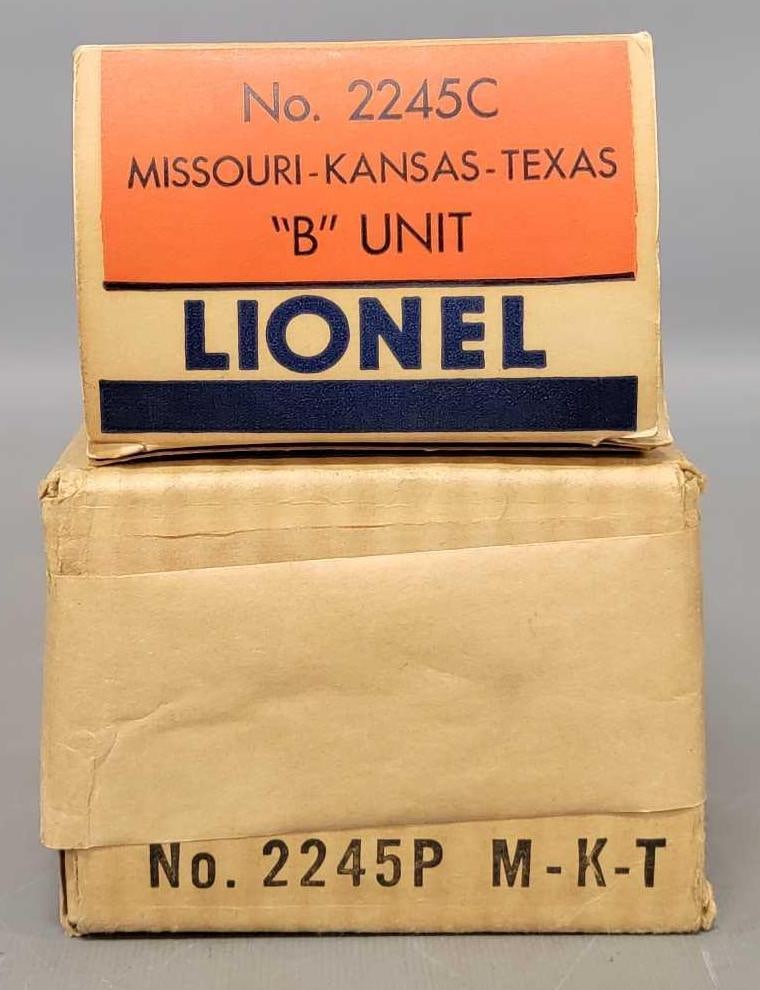 No. 2245C
MISSOURI-KANSAS-TEXAS
"B" UNIT
LIONEL
No. 2245P M-K-T